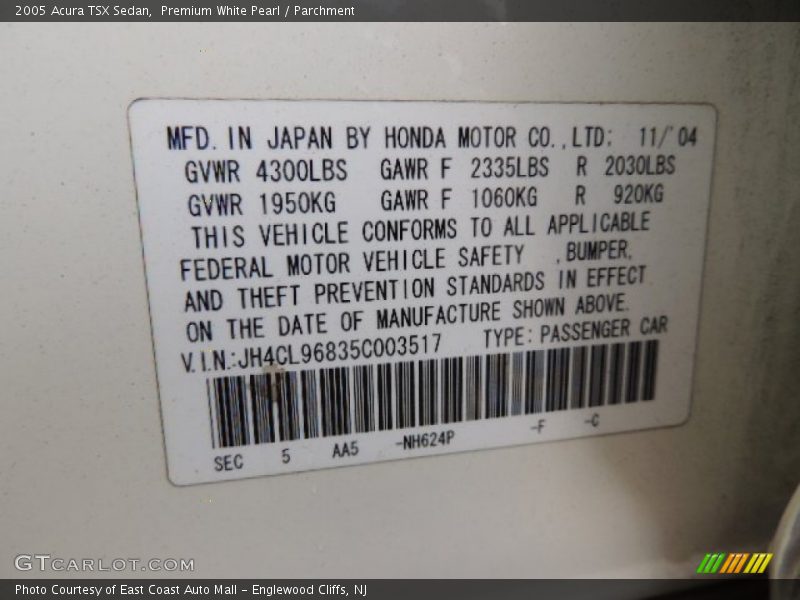 2005 Acura TSX Sedan,  Premium White Pearl / Parchment
MFD. IN JAPAN BY HONDA MOTOR CO.,LTD: 11/'04
GVWR 4300LBS GAWR F 2335LBS R 2030LBS
GVWR 1950KG GAWR F 1060KG R 920KG
THIS VEHICLE CONFORMS TO ALL APPLICABLE
FEDERAL MOTOR VEHICLE SAFETY ,BUMPER,
AND THEFT PREVENTION STANDARDS IN EFFECT
ON THE DATE OF MANUFACTURE SHOWN ABOVE.
V.I.N.:JH4CL96835C003517 TYPE: PASSENGER CAR
SEC 5 AA5 -NH624P -F -C
GTCARLOT.COM
Photo Courtesy of East Coast Auto Mall - Englewood Cliffs, NJ